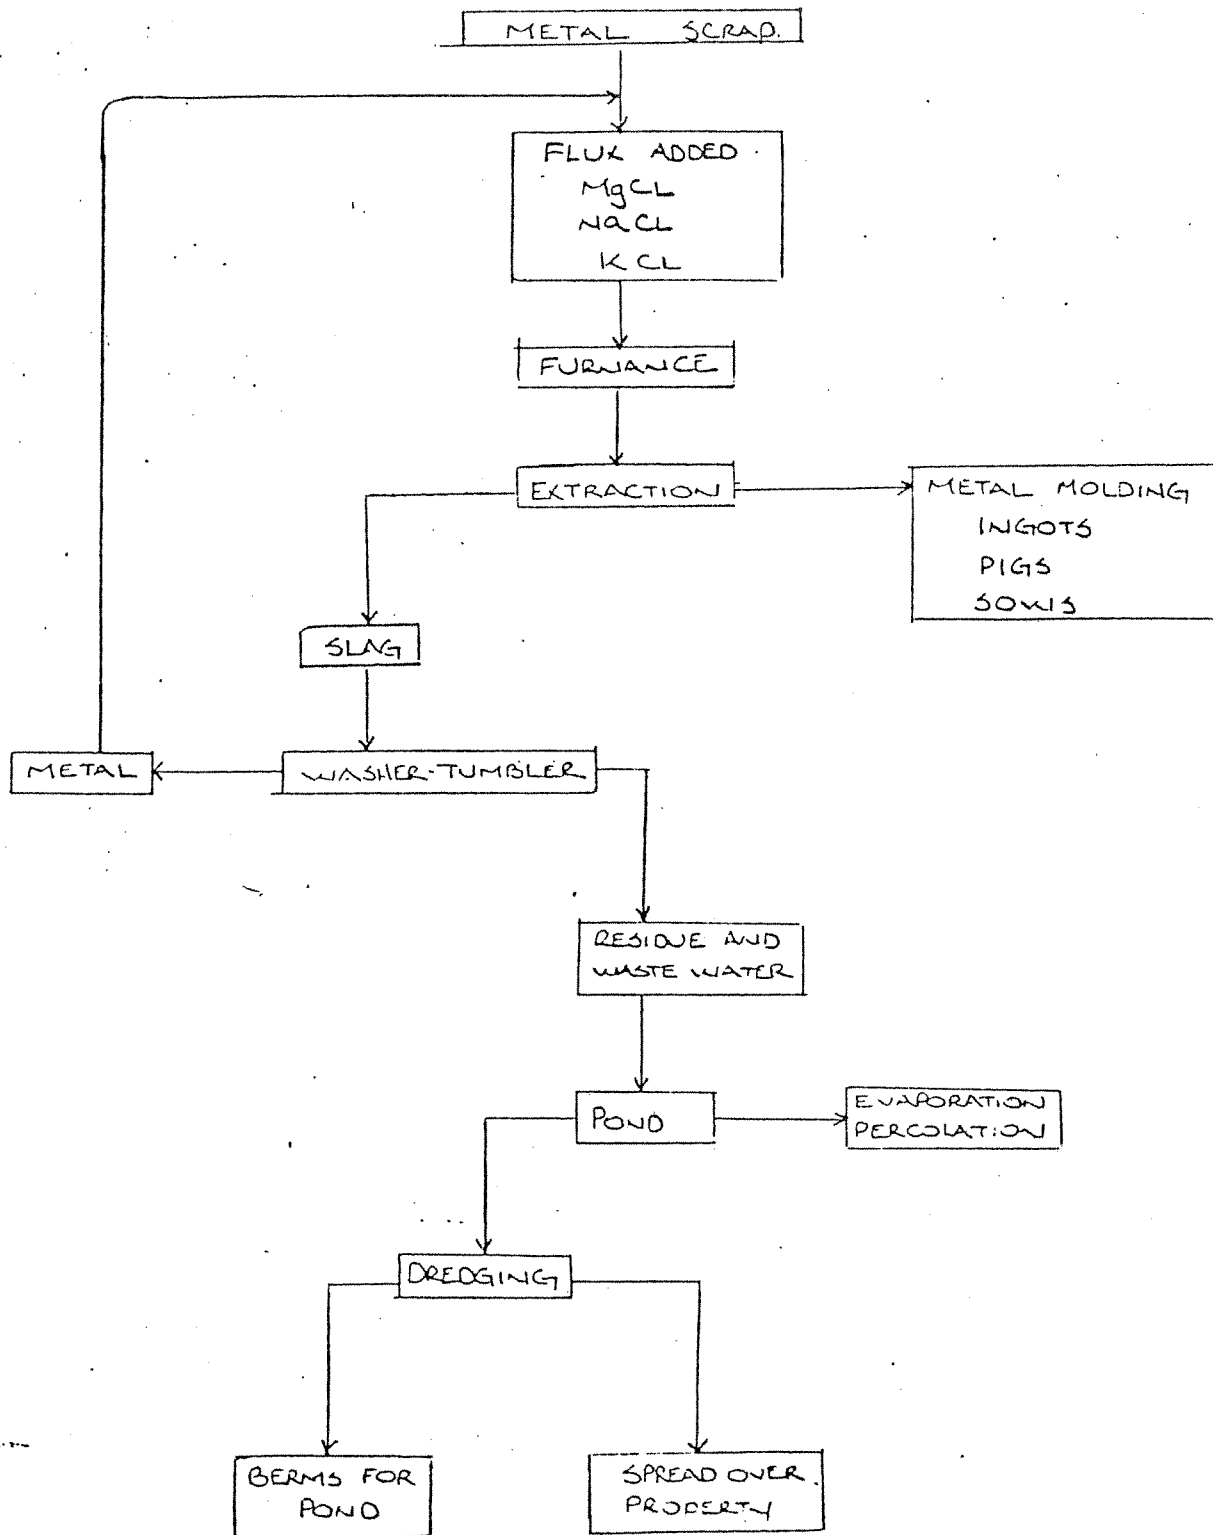 METAL SCRAP.
FLUX ADDED
MgCL
NaCL
KCL
FURNANCE
EXTRACTION
METAL MOLDING
INGOTS
PIGS
SOWS
SLAG
METAL
WASHER-TUMBLER
RESIDUE AND
WASTE WATER
POND
EVAPORATION
PERCOLATION
DREDGING
BERMS FOR
POND
SPREAD OVER
PROPERTY